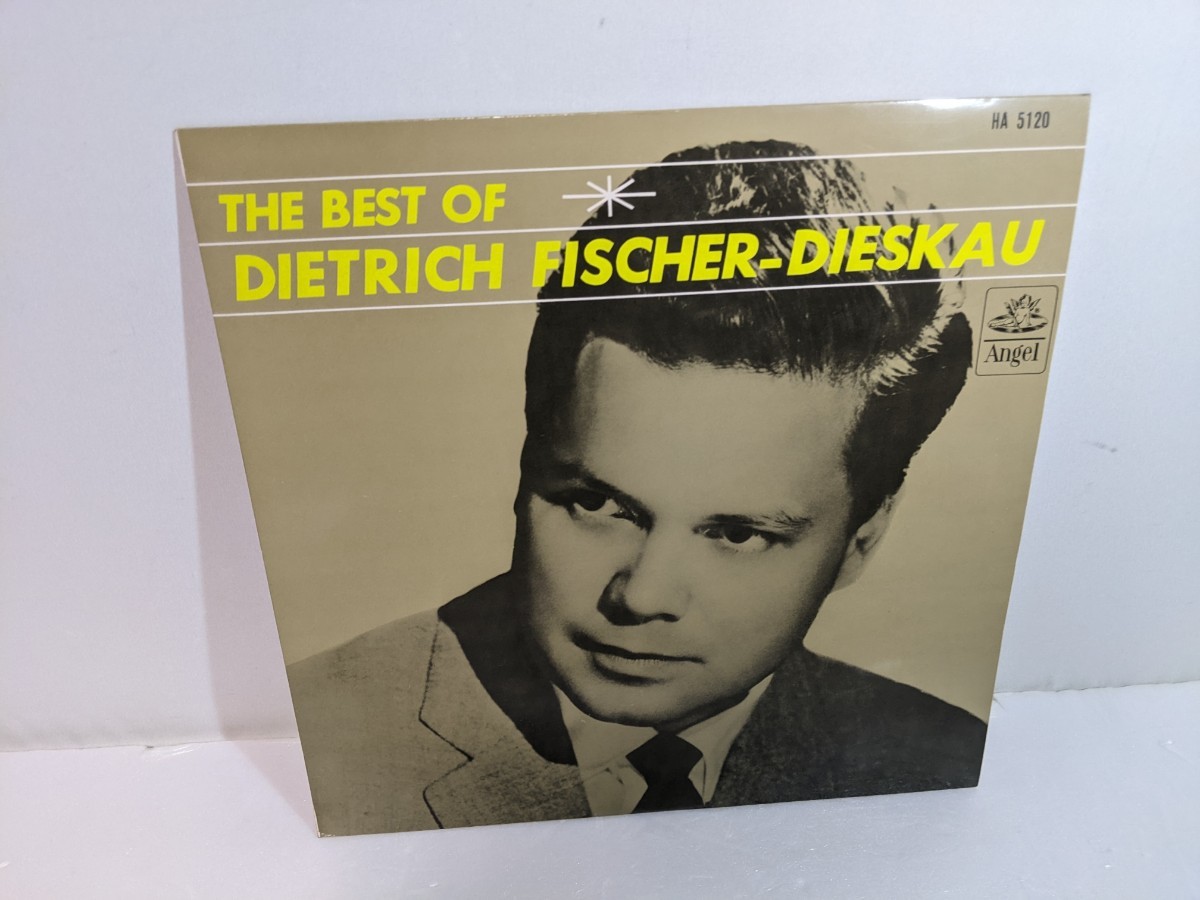 HA 5120
THE BEST OF
DIETRICH FISCHER-DIESKAU
Angel